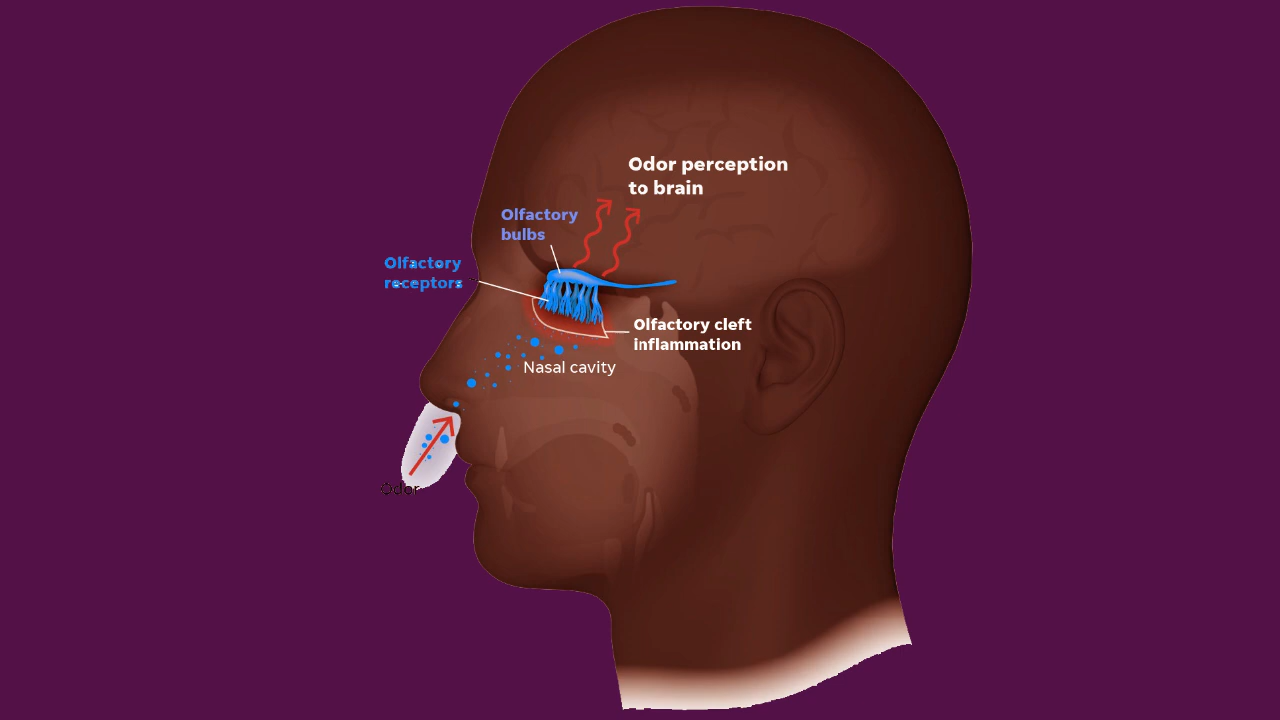 Odor perception
to brain
Olfactory
bulbs
Olfactory
receptors
Olfactory cleft
inflammation
Nasal cavity
Odor